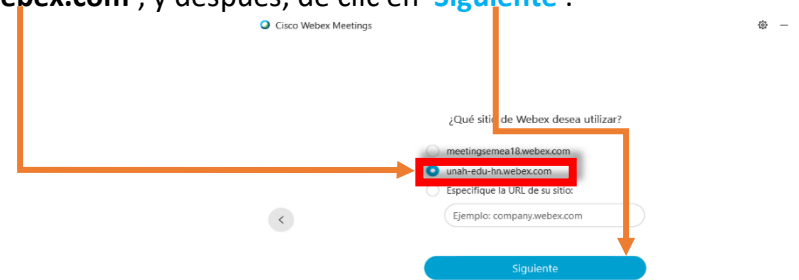 ebex.com", y después, de clic en "Siguiente".
Cisco Webex Meetings
¿Qué sitio de Webex desea utilizar?
meetingsemea18.webex.com
unah-edu-hn.webex.com
Especifique la URL de su sitio:
Ejemplo: company.webex.com
Siguiente